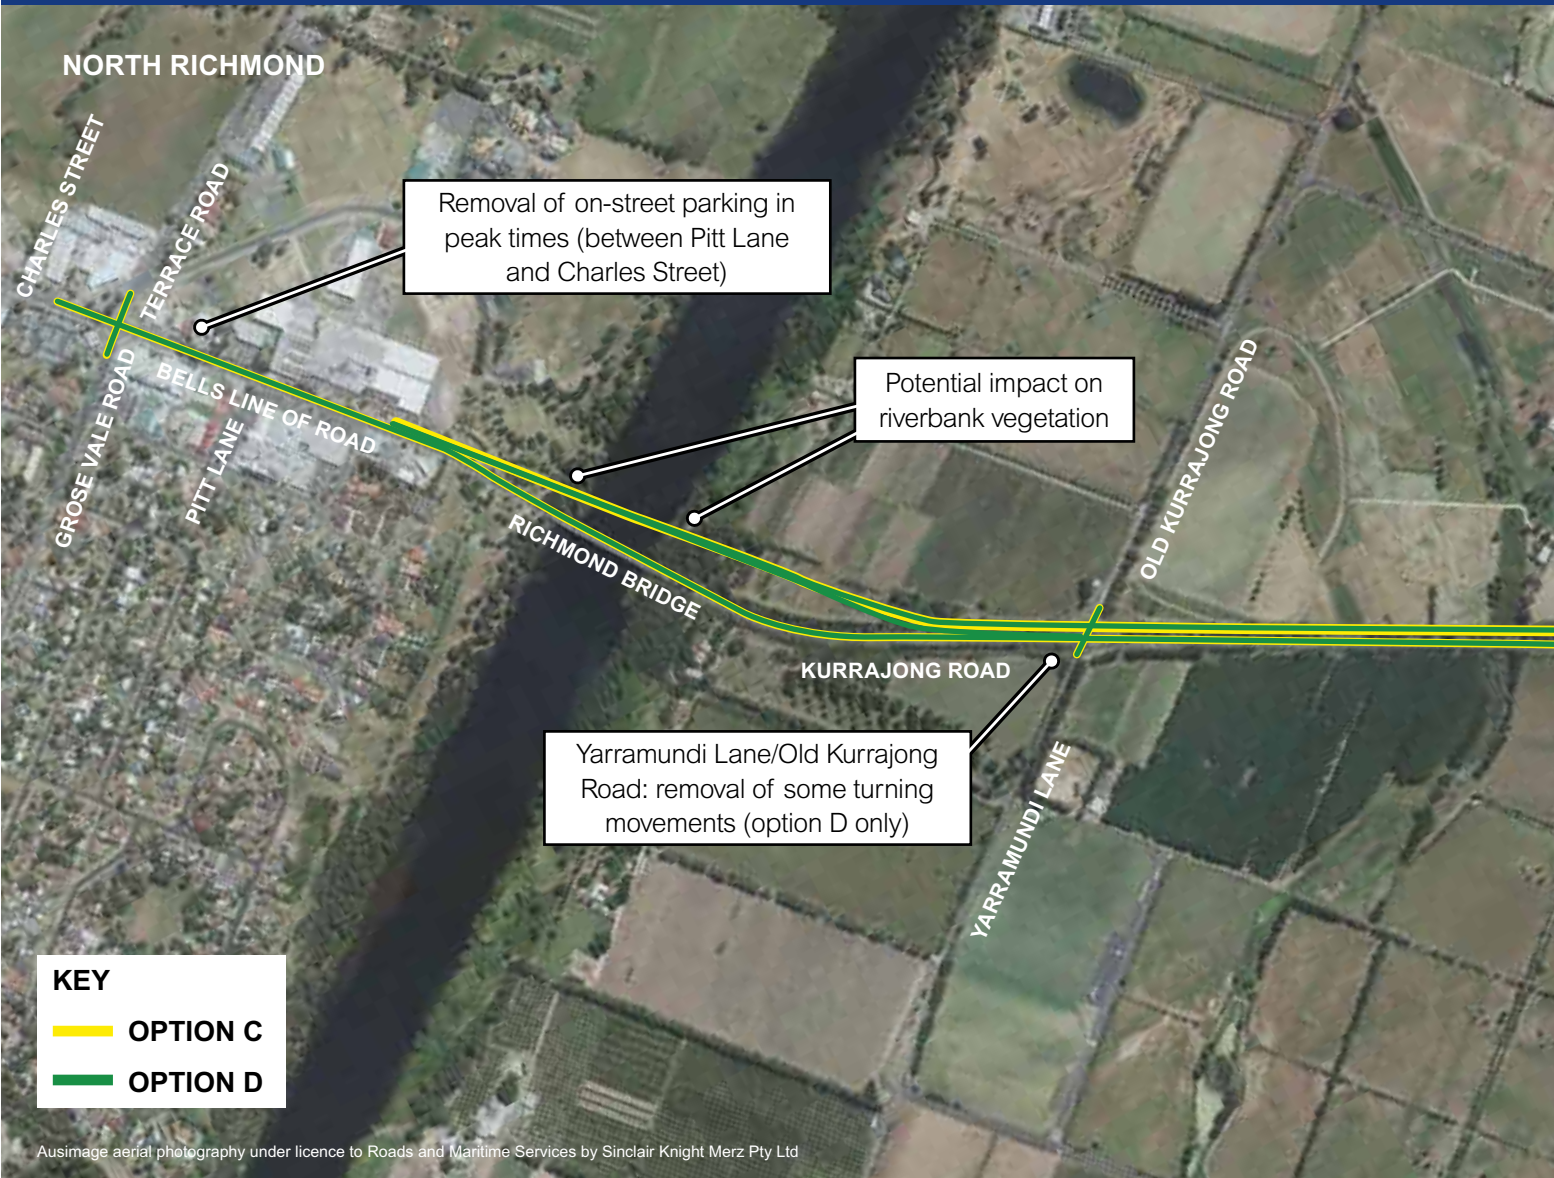 NORTH RICHMOND
CHARLES STREET
TERRACE ROAD
Removal of on-street parking in
peak times (between Pitt Lane
and Charles Street)
GROSE VALE ROAD
BELLS LINE OF ROAD
PITT LANE
Potential impact on
riverbank vegetation
OLD KURRAJONG ROAD
RICHMOND BRIDGE
KURRAJONG ROAD
Yarramundi Lane/Old Kurrajong
Road: removal of some turning
movements (option D only)
YARRAMUNDI LANE
KEY
OPTION C
OPTION D
Ausimage aerial photography under licence to Roads and Maritime Services by Sinclair Knight Merz Pty Ltd